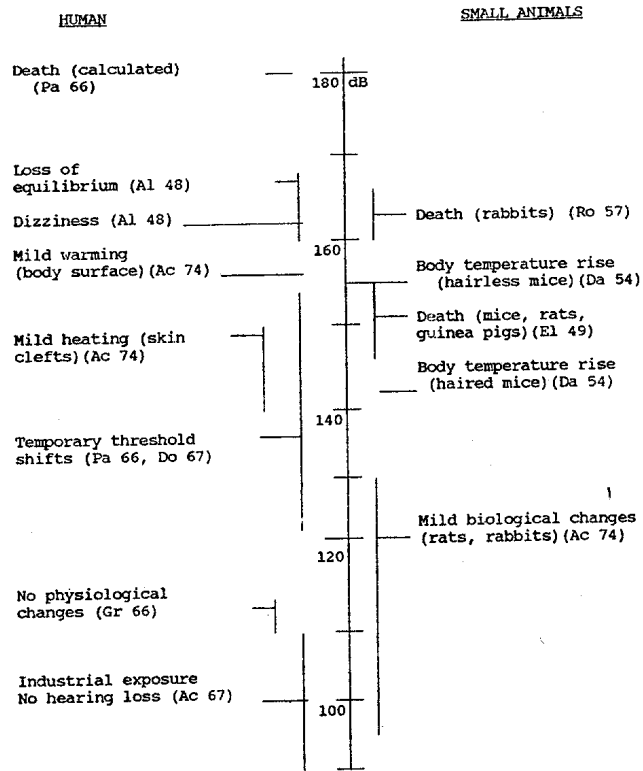 HUMAN
SMALL ANIMALS
Death (calculated)
(Pa 66)
180 dB
Loss of
equilibrium (Al 48)
Dizziness (Al 48)
Death (rabbits) (Ro 57)
160
Mild warming
(body surface)(Ac 74)
Body temperature rise
(hairless mice)(Da 54)
Death (mice, rats,
guinea pigs)(El 49)
Mild heating (skin
clefts)(Ac 74)
Body temperature rise
(haired mice)(Da 54)
140
Temporary threshold
shifts (Pa 66, Do 67)
Mild biological changes
(rats, rabbits)(Ac 74)
120
No physiological
changes (Gr 66)
Industrial exposure
No hearing loss (Ac 67)
100